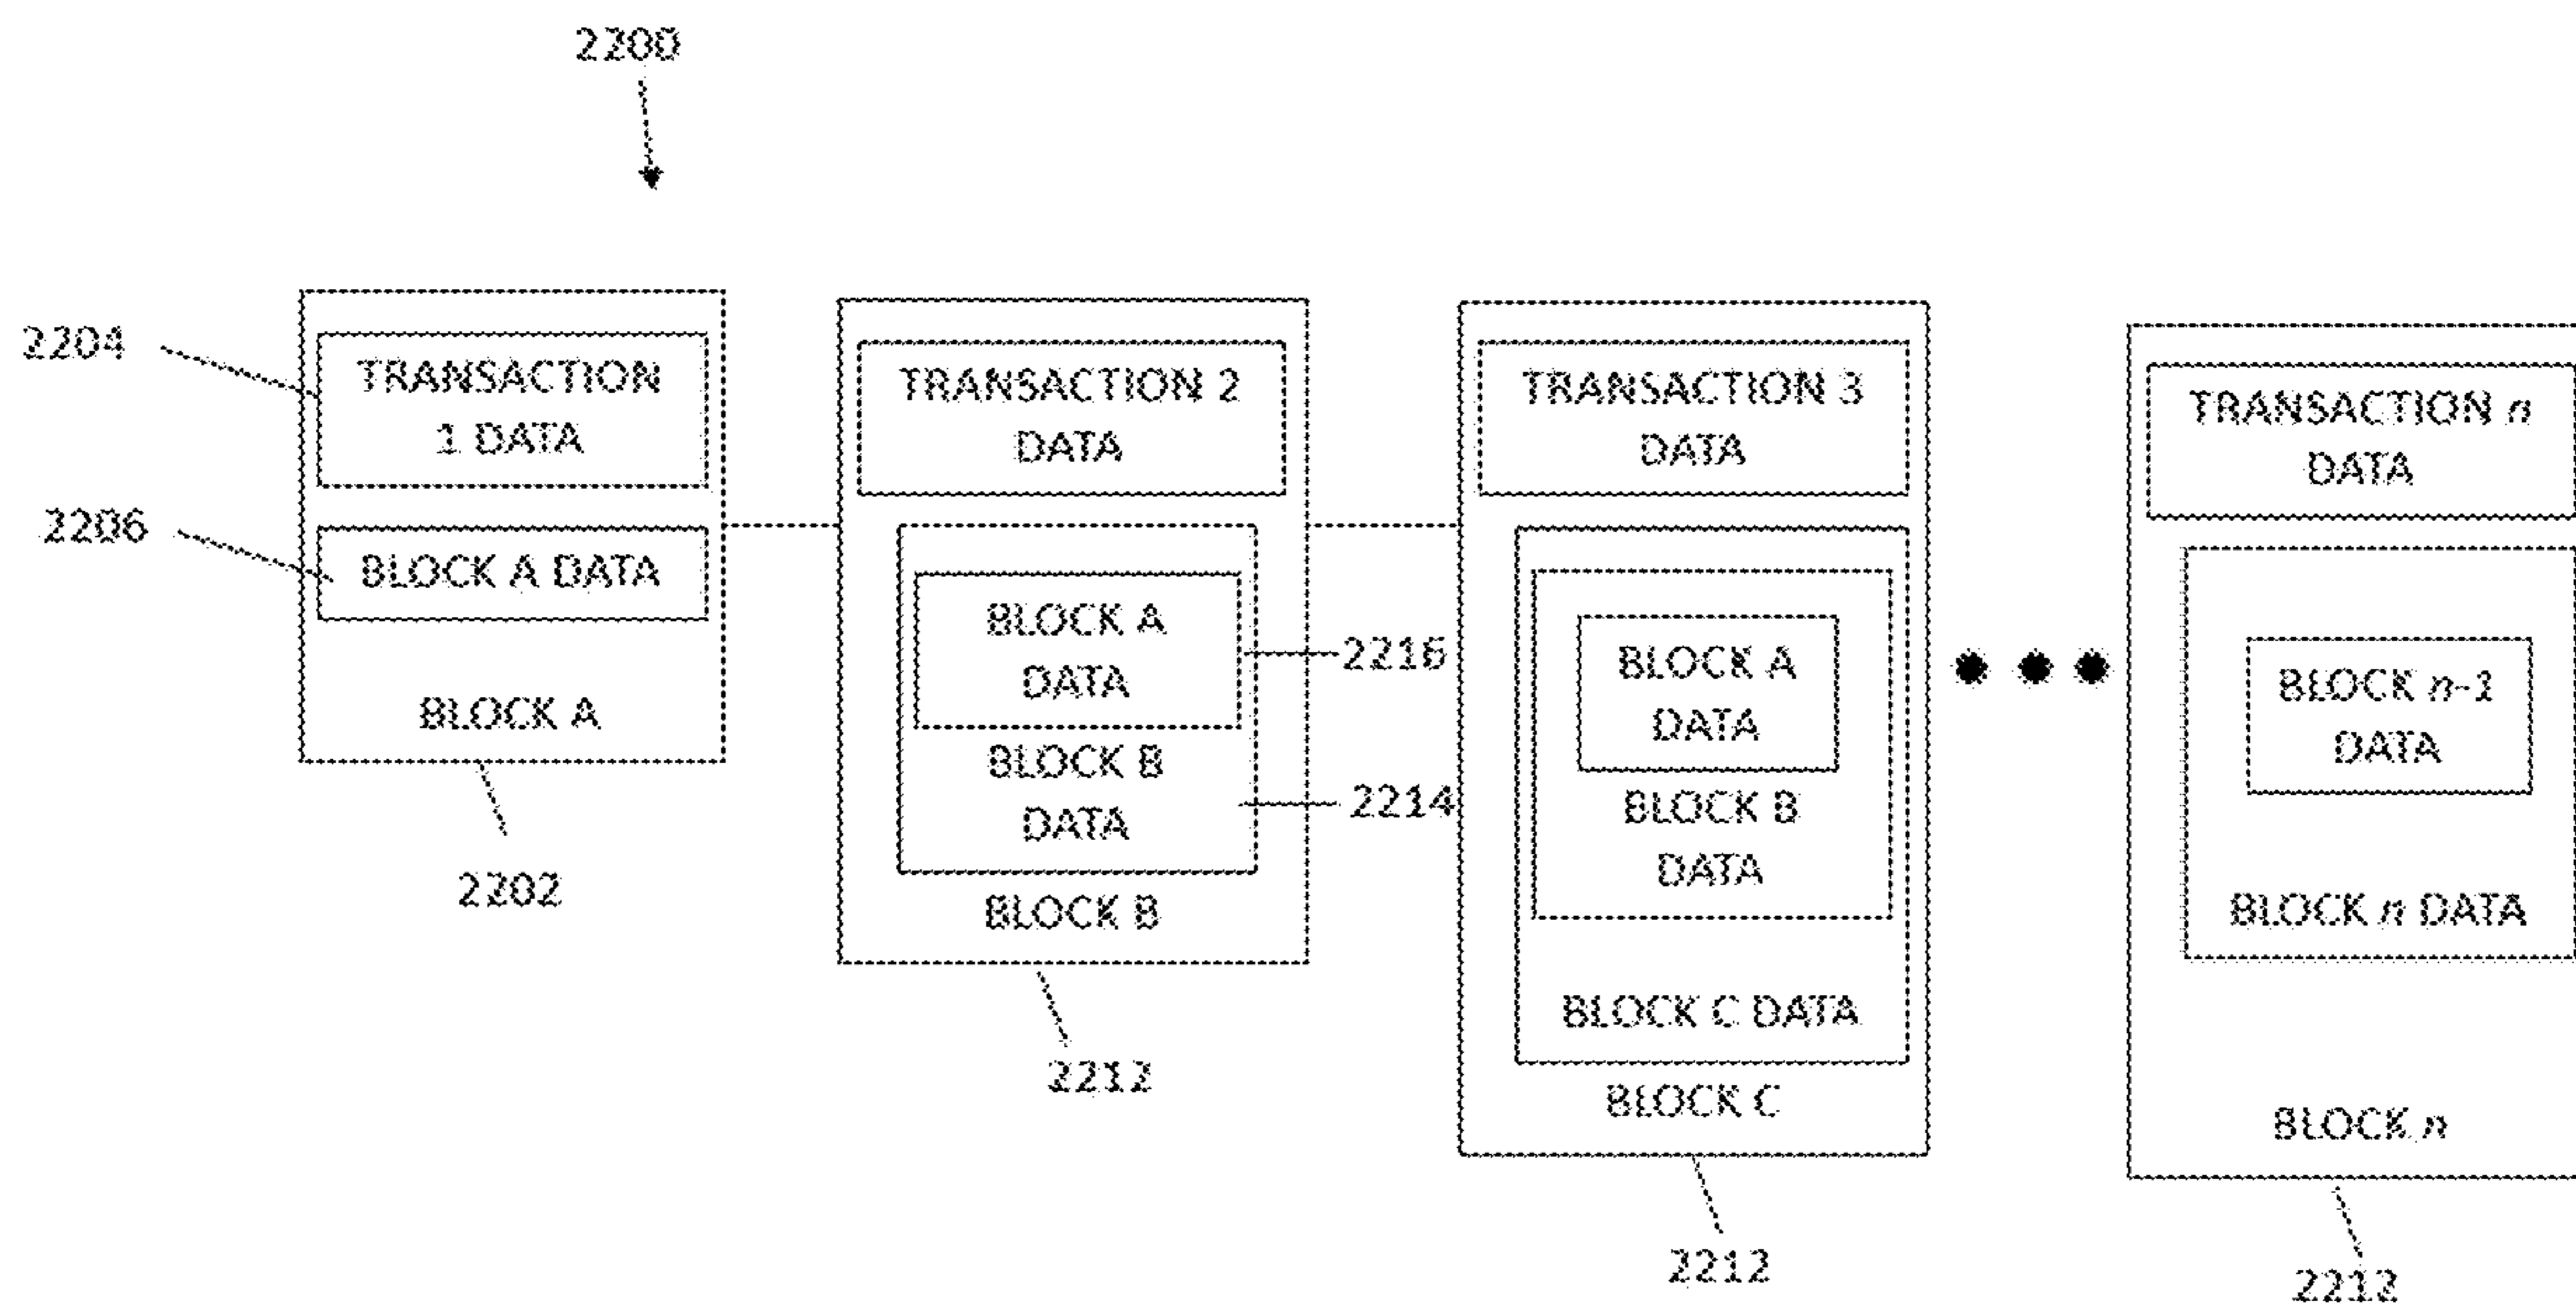 2200
2204
TRANSACTION
1 DATA
2206
BLOCK A DATA
BLOCK A
2202
TRANSACTION 2
DATA
BLOCK A
DATA
2216
BLOCK B
DATA
2214
BLOCK B
2212
TRANSACTION 3
DATA
BLOCK A
DATA
BLOCK B
DATA
BLOCK C DATA
BLOCK C
2212
TRANSACTION n
DATA
BLOCK n-1
DATA
BLOCK n DATA
BLOCK n
2212